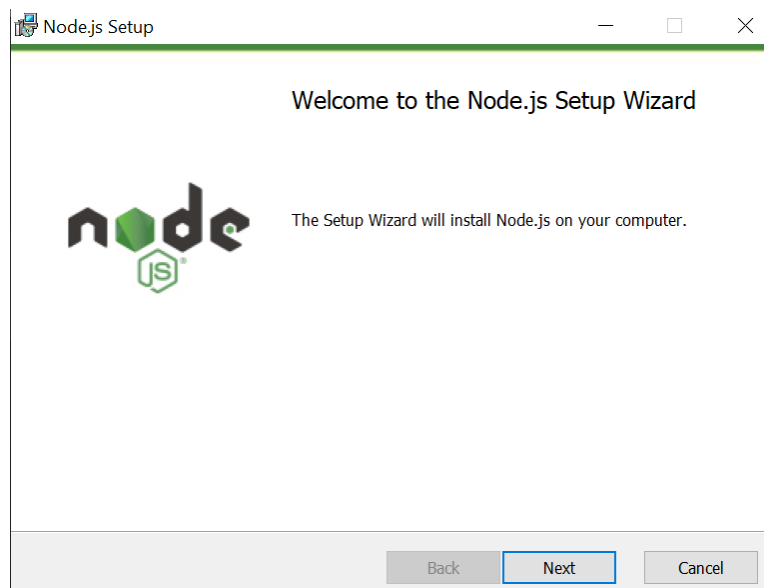 Node.js Setup
Welcome to the Node.js Setup Wizard
node
JS®
The Setup Wizard will install Node.js on your computer.
Back Next Cancel